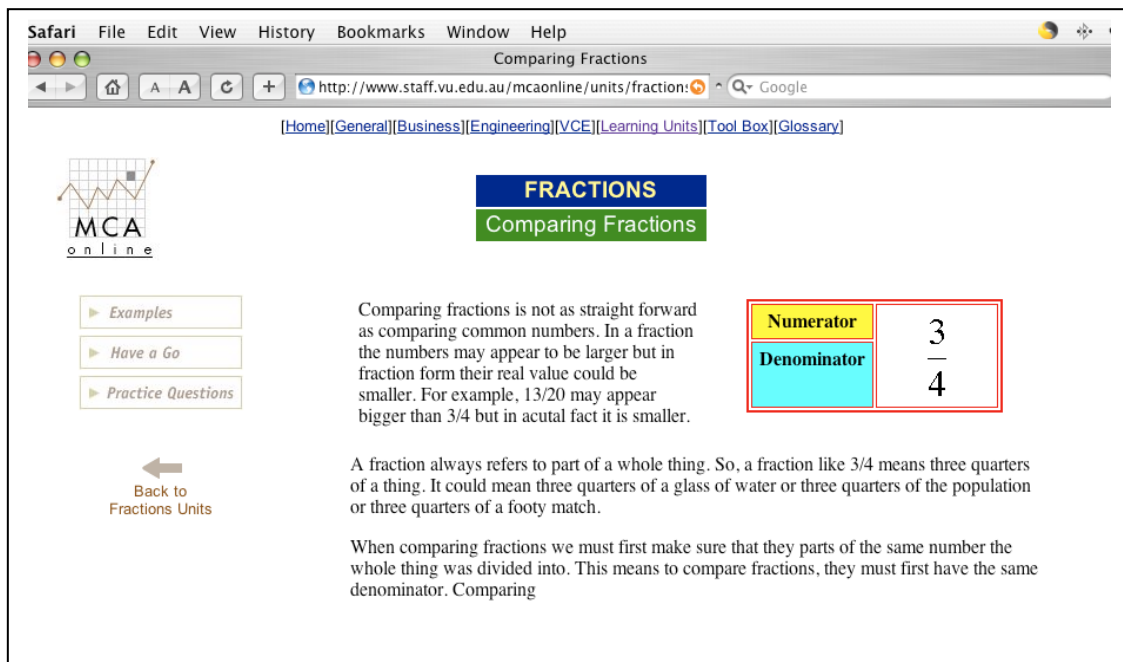 Safari File Edit View History Bookmarks Window Help
Comparing Fractions
A A http://www.staff.vu.edu.au/mcaonline/units/fraction: Google
[Home][General][Business][Engineering][VCE][Learning Units][Tool Box][Glossary]
MCA
online
FRACTIONS
Comparing Fractions
Examples
Have a Go
Practice Questions
Back to
Fractions Units
Comparing fractions is not as straight forward
as comparing common numbers. In a fraction
the numbers may appear to be larger but in
fraction form their real value could be
smaller. For example, 13/20 may appear
bigger than 3/4 but in acutal fact it is smaller.
Numerator
Denominator
3
4
A fraction always refers to part of a whole thing. So, a fraction like 3/4 means three quarters
of a thing. It could mean three quarters of a glass of water or three quarters of the population
or three quarters of a footy match.
When comparing fractions we must first make sure that they parts of the same number the
whole thing was divided into. This means to compare fractions, they must first have the same
denominator. Comparing